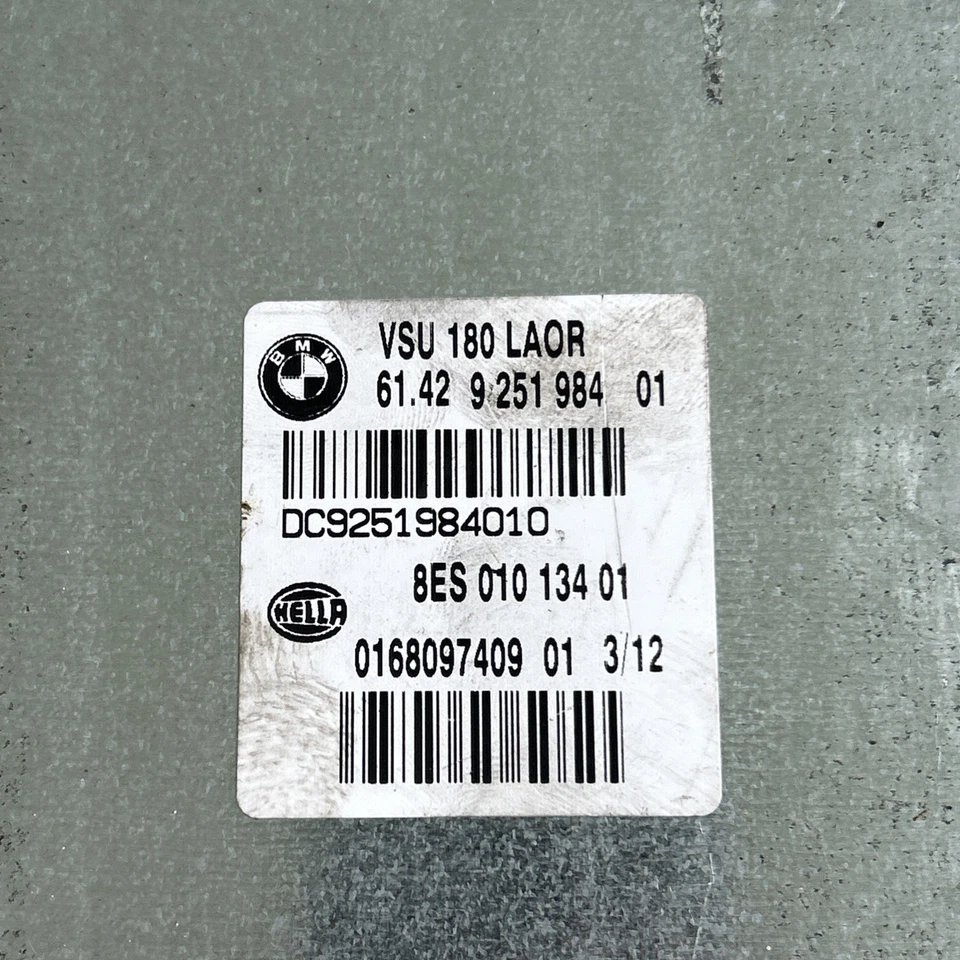 BMW
VSU 180 LAOR
61.42 9 251 984 01
DC9251984010
8ES 010 134 01
HELLA
0168097409 01 3/12